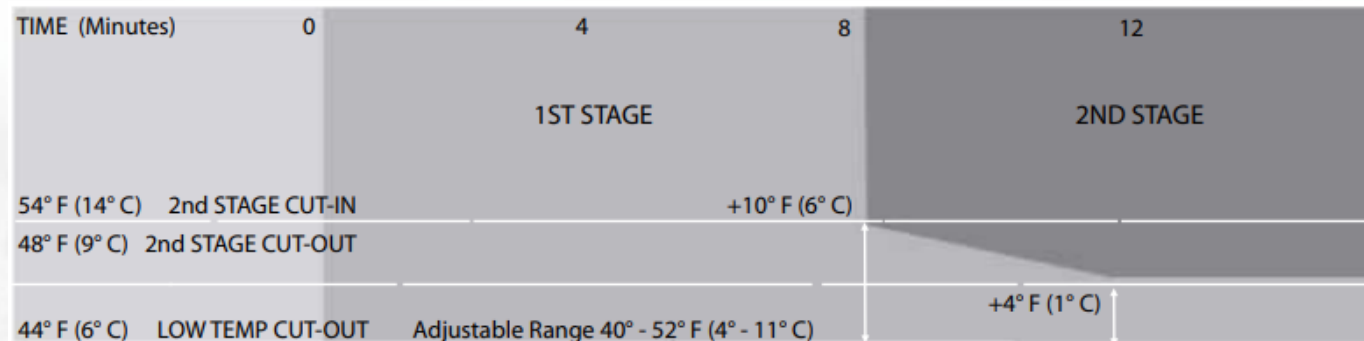 TIME (Minutes) 0 4 8 12
1ST STAGE 2ND STAGE
54° F (14° C) 2nd STAGE CUT-IN +10° F (6° C)
48° F (9° C) 2nd STAGE CUT-OUT
+4° F (1° C)
44° F (6° C) LOW TEMP CUT-OUT Adjustable Range 40° - 52° F (4° - 11° C)